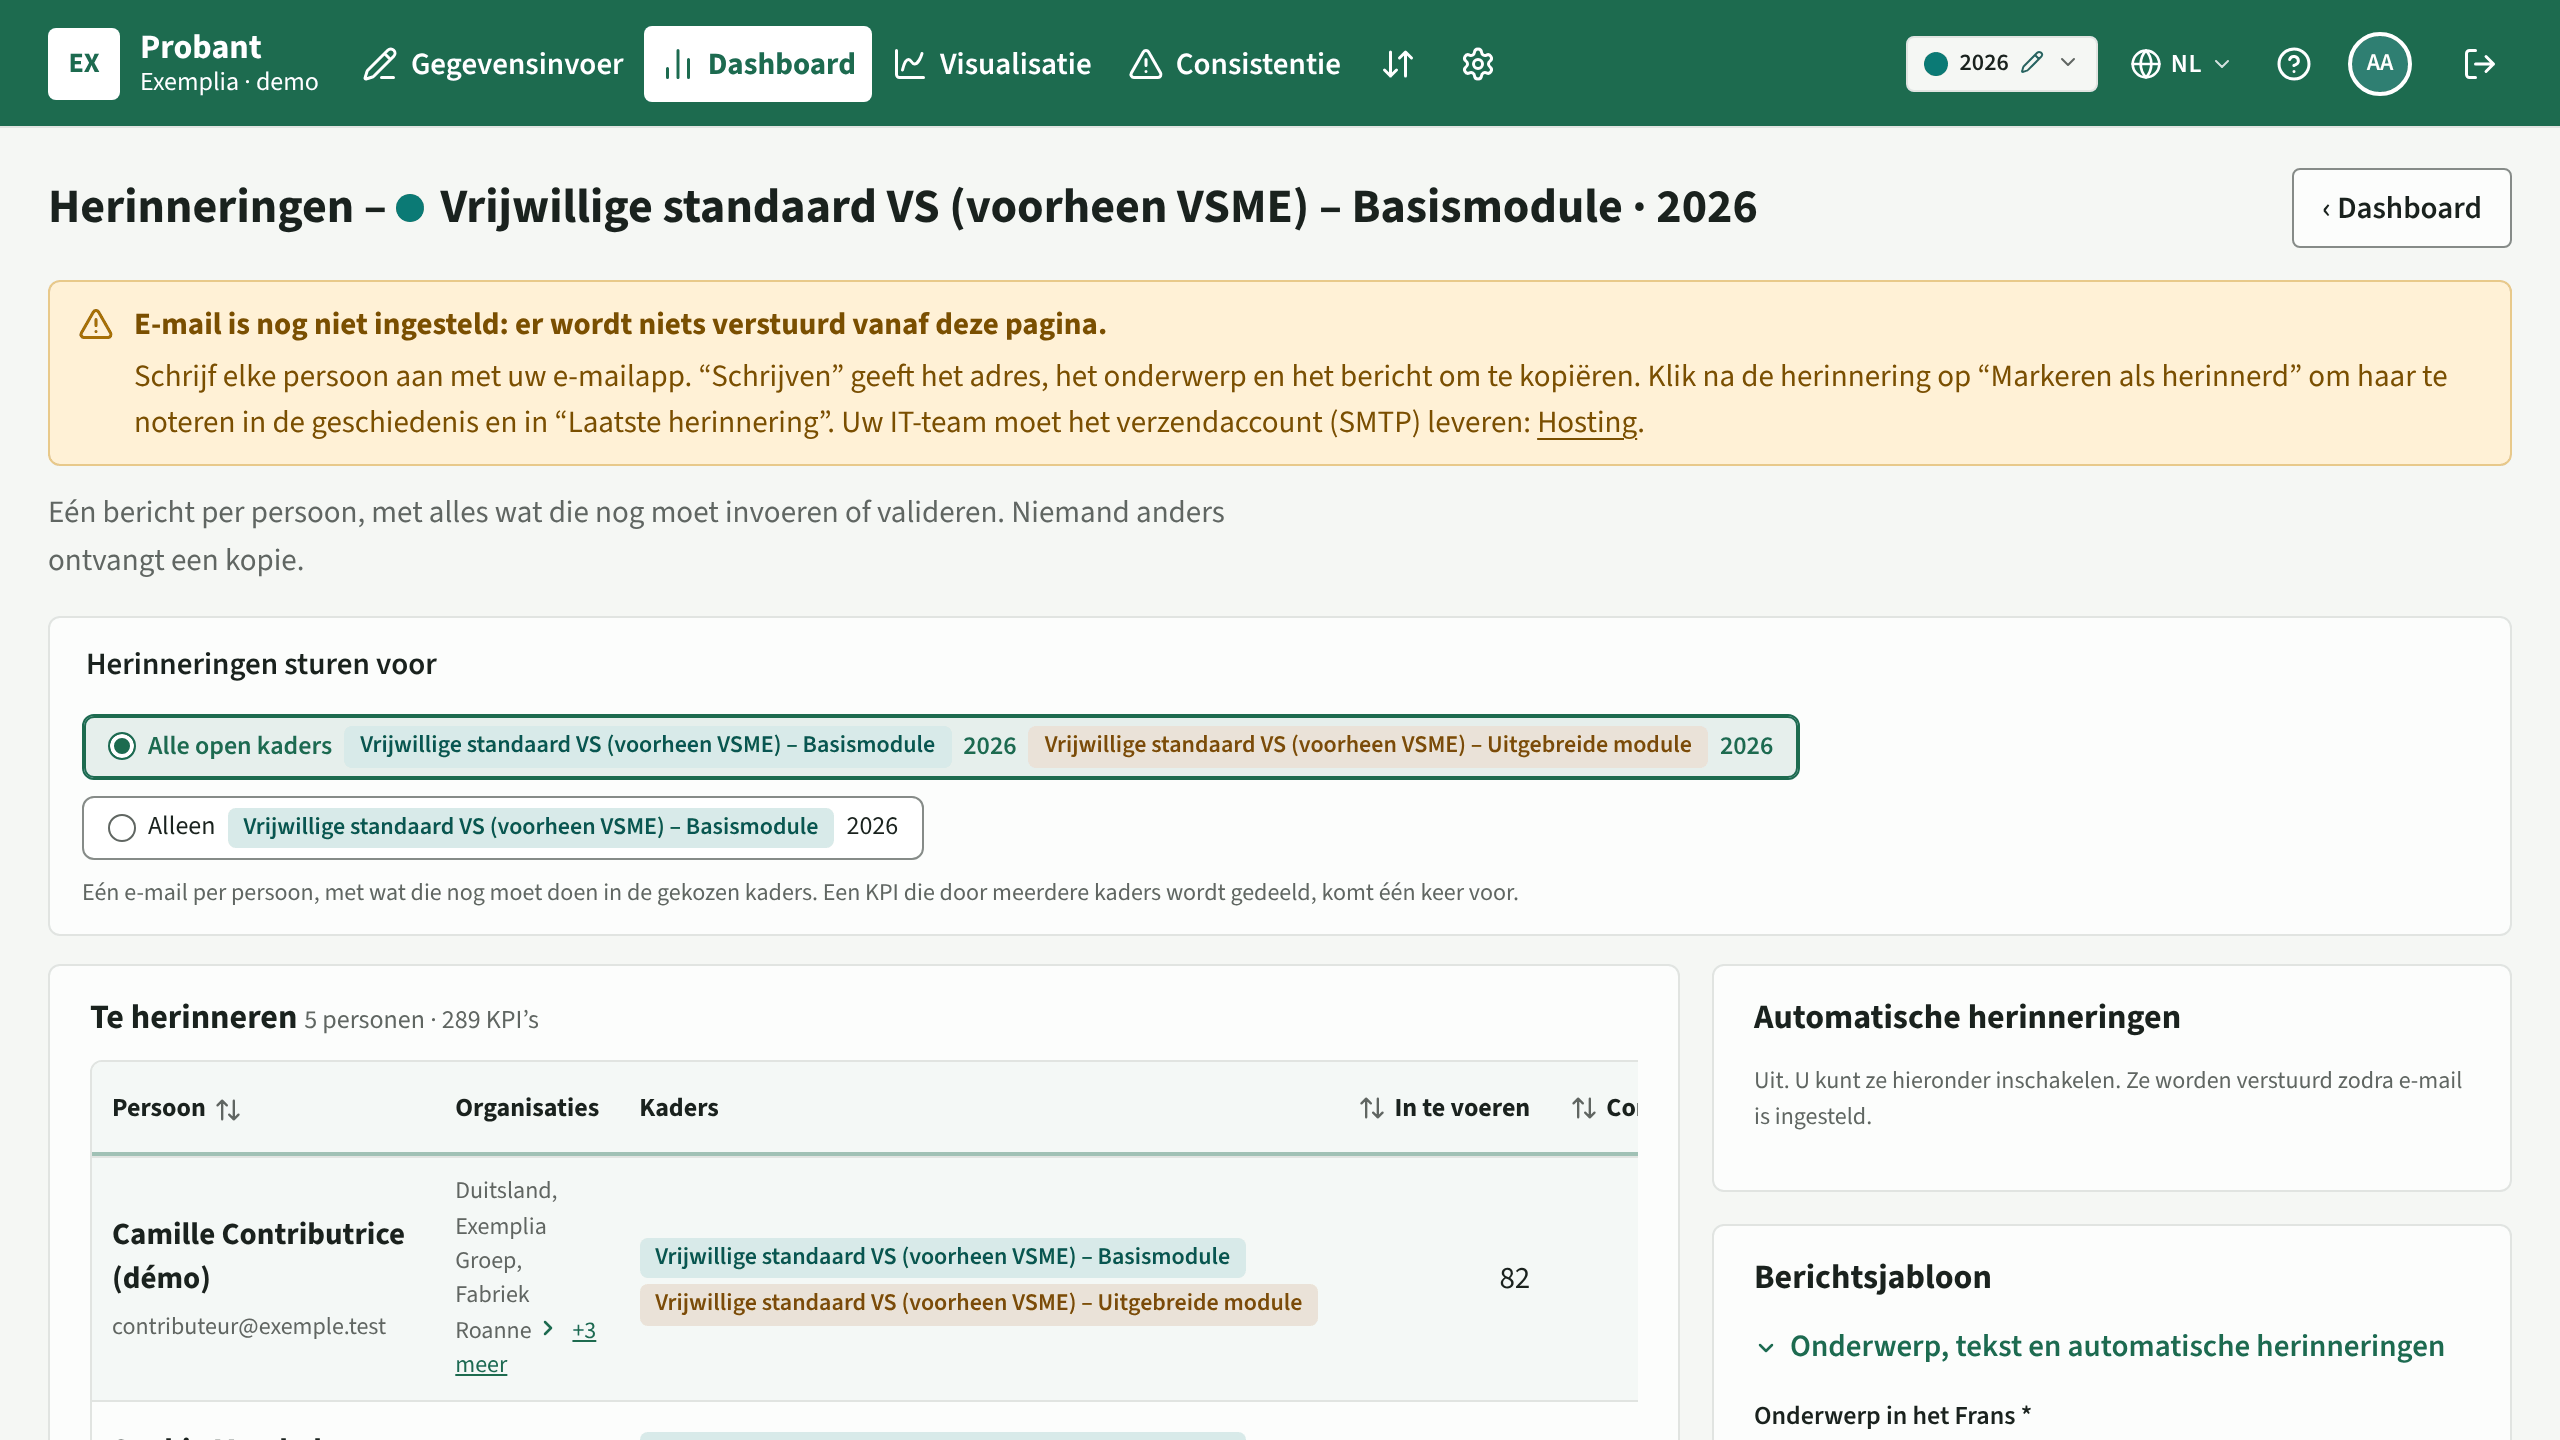 EX
Probant
Exemplia · demo
Gegevensinvoer
Dashboard
Visualisatie
Consistentie
2026
NL
AA
Herinneringen – Vrijwillige standaard VS (voorheen VSME) – Basismodule · 2026
‹ Dashboard
E-mail is nog niet ingesteld: er wordt niets verstuurd vanaf deze pagina.
Schrijf elke persoon aan met uw e-mailapp. “Schrijven” geeft het adres, het onderwerp en het bericht om te kopiëren. Klik na de herinnering op “Markeren als herinnerd” om haar te
noteren in de geschiedenis en in “Laatste herinnering”. Uw IT-team moet het verzendaccount (SMTP) leveren: Hosting.
Eén bericht per persoon, met alles wat die nog moet invoeren of valideren. Niemand anders
ontvangt een kopie.
Herinneringen sturen voor
Alle open kaders Vrijwillige standaard VS (voorheen VSME) – Basismodule 2026 Vrijwillige standaard VS (voorheen VSME) – Uitgebreide module 2026
Alleen Vrijwillige standaard VS (voorheen VSME) – Basismodule 2026
Eén e-mail per persoon, met wat die nog moet doen in de gekozen kaders. Een KPI die door meerdere kaders wordt gedeeld, komt één keer voor.
Te herinneren 5 personen · 289 KPI’s
Persoon Organisaties Kaders In te voeren
Camille Contributrice
(démo)
contributeur@exemple.test
Duitsland,
Exemplia
Groep,
Fabriek
Roanne +3
meer
Vrijwillige standaard VS (voorheen VSME) – Basismodule
Vrijwillige standaard VS (voorheen VSME) – Uitgebreide module
82
Automatische herinneringen
Uit. U kunt ze hieronder inschakelen. Ze worden verstuurd zodra e-mail
is ingesteld.
Berichtsjabloon
Onderwerp, tekst en automatische herinneringen
Onderwerp in het Frans *